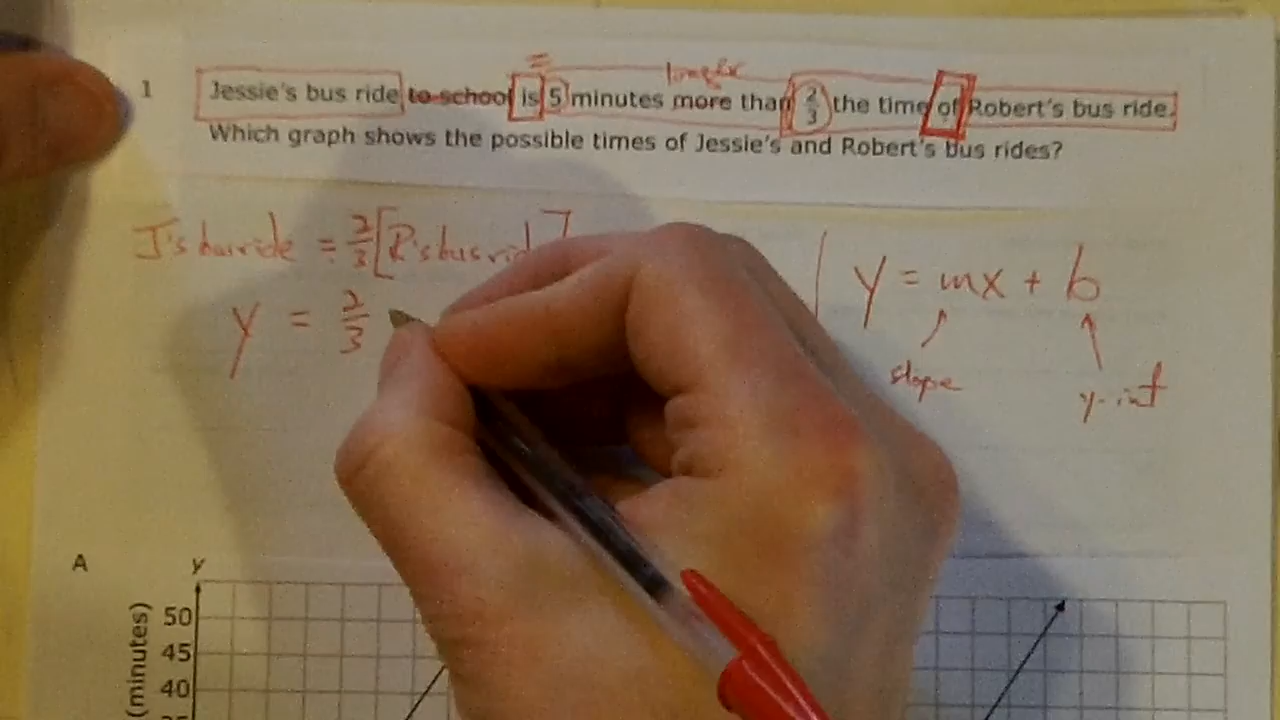 longer
1 Jessie's bus ride to school is 5 minutes more than 2/3 the time of Robert's bus ride.
Which graph shows the possible times of Jessie's and Robert's bus rides?
J's bus ride = 2/3 [R's bus ride]
y = 2/3
y = mx + b
slope
y-int
A
y
(minutes)
50
45
40